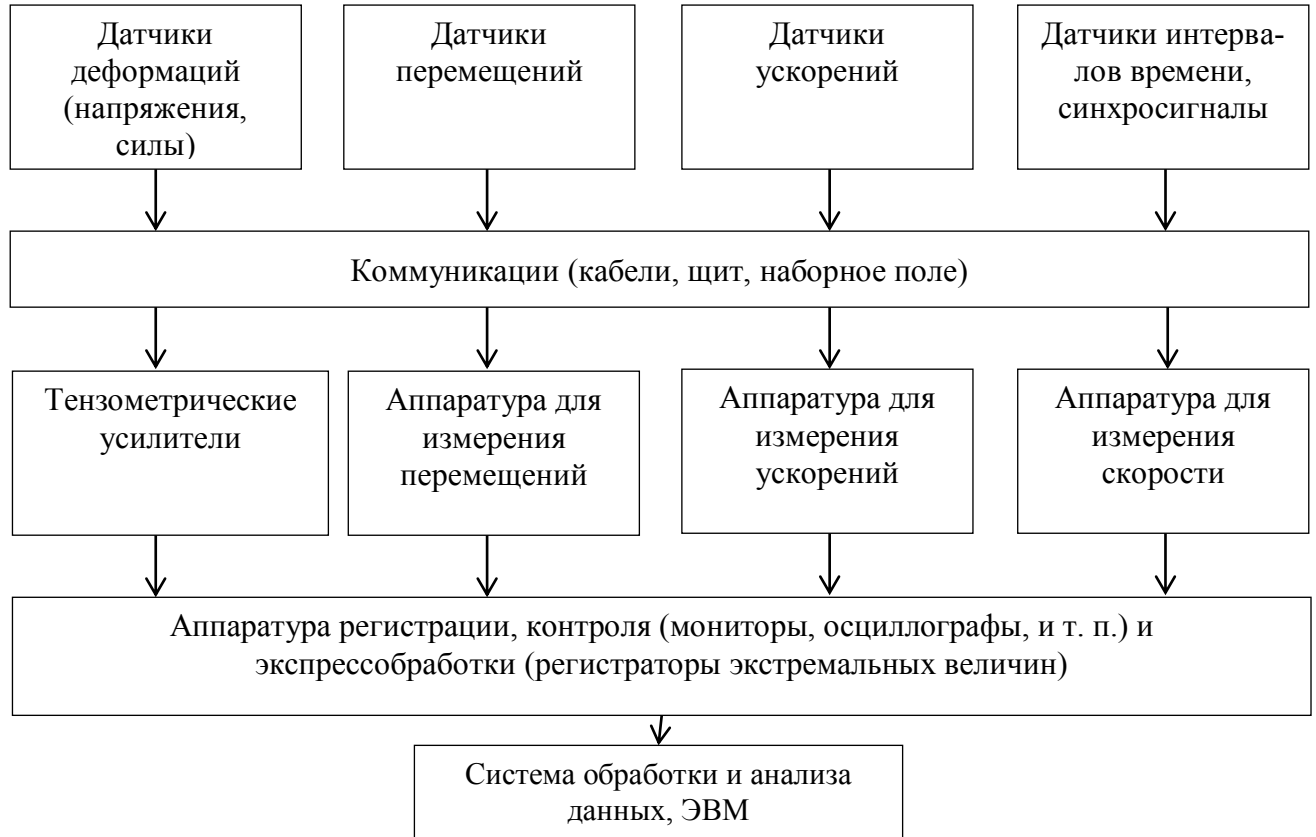 Датчики
деформаций
(напряжения,
силы)
Датчики
перемещений
Датчики
ускорений
Датчики интерва-
лов времени,
синхросигналы
Коммуникации (кабели, щит, наборное поле)
Тензометрические
усилители
Аппаратура для
измерения
перемещений
Аппаратура для
измерения
ускорений
Аппаратура для
измерения
скорости
Аппаратура регистрации, контроля (мониторы, осциллографы, и т. п.) и
экспрессобработки (регистраторы экстремальных величин)
Система обработки и анализа
данных, ЭВМ